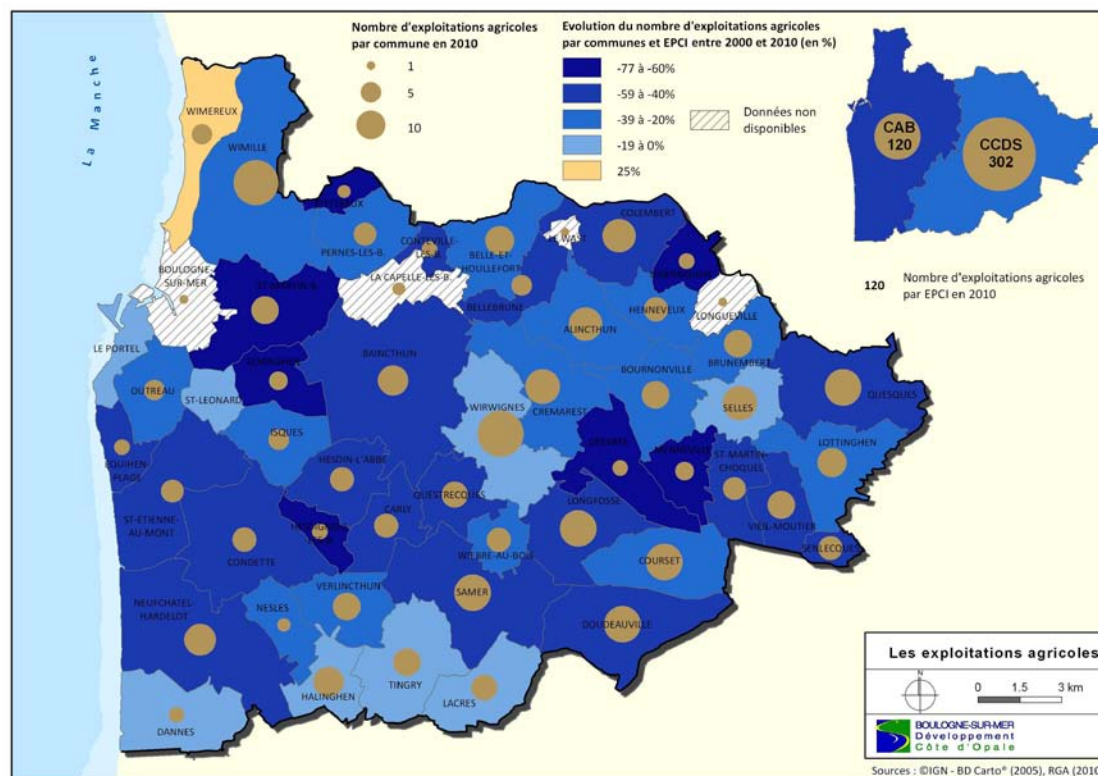 Nombre d'exploitations agricoles
par commune en 2010
1
5
10
Evolution du nombre d'exploitations agricoles
par communes et EPCI entre 2000 et 2010 (en %)
-77 à -60%
-59 à -40%
-39 à -20%
-19 à 0%
25%
Données non
disponibles
CAB
120
CCDS
302
120
Nombre d'exploitations agricoles
par EPCI en 2010
La Manche
WIMEREUX
WIMILLE
PERNES-LES-B.
CONTEVILLE-
LES-B.
BELLE-ET-
HOULLEFORT
LE WAST
COLEMBERT
BOULOGNE-
SUR-MER
LA CAPELLE-LES-B.
BELLEBRUNE
HENNEVEUX
LONGUEVILLE
ALINCTHUN
LE PORTEL
BAINCTHUN
BRUNEMBERT
OUTREAU
ST-LEONARD
BOURNONVILLE
QUESQUES
WIRWIGNES
CREMAREST
SELLES
ISQUES
LOTTINGHEN
EQUIHEN-
PLAGE
HESDIN-L'ABBE
ST-MARTIN-
CHOQUEL
QUESTRECQUES
LONGFOSSE
ST-ETIENNE-
AU-MONT
CARLY
VIEIL-MOUTIER
CONDETTE
WIERRE-AU-BOIS
SENLECQUES
COURSET
VERLINCTHUN
SAMER
NEUFCHATEL-
HARDELOT
NESLES
DOUDEAUVILLE
HALINGHEN
TINGRY
LACRES
DANNES
Les exploitations agricoles
N
0 1.5 3 km
BOULOGNE-SUR-MER
Développement
Côte d'Opale
Sources : ©IGN - BD Carto® (2005), RGA (2010)